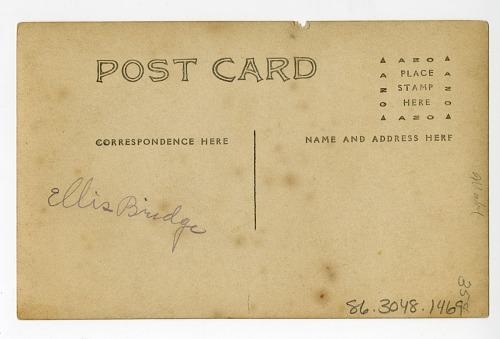 POST CARD
▲ AZO ▲
A PLACE A
Z STAMP Z
O HERE O
▲ AZO ▲
CORRESPONDENCE HERE
NAME AND ADDRESS HERE
Ellis Bridge
35¢
86.3048.1469